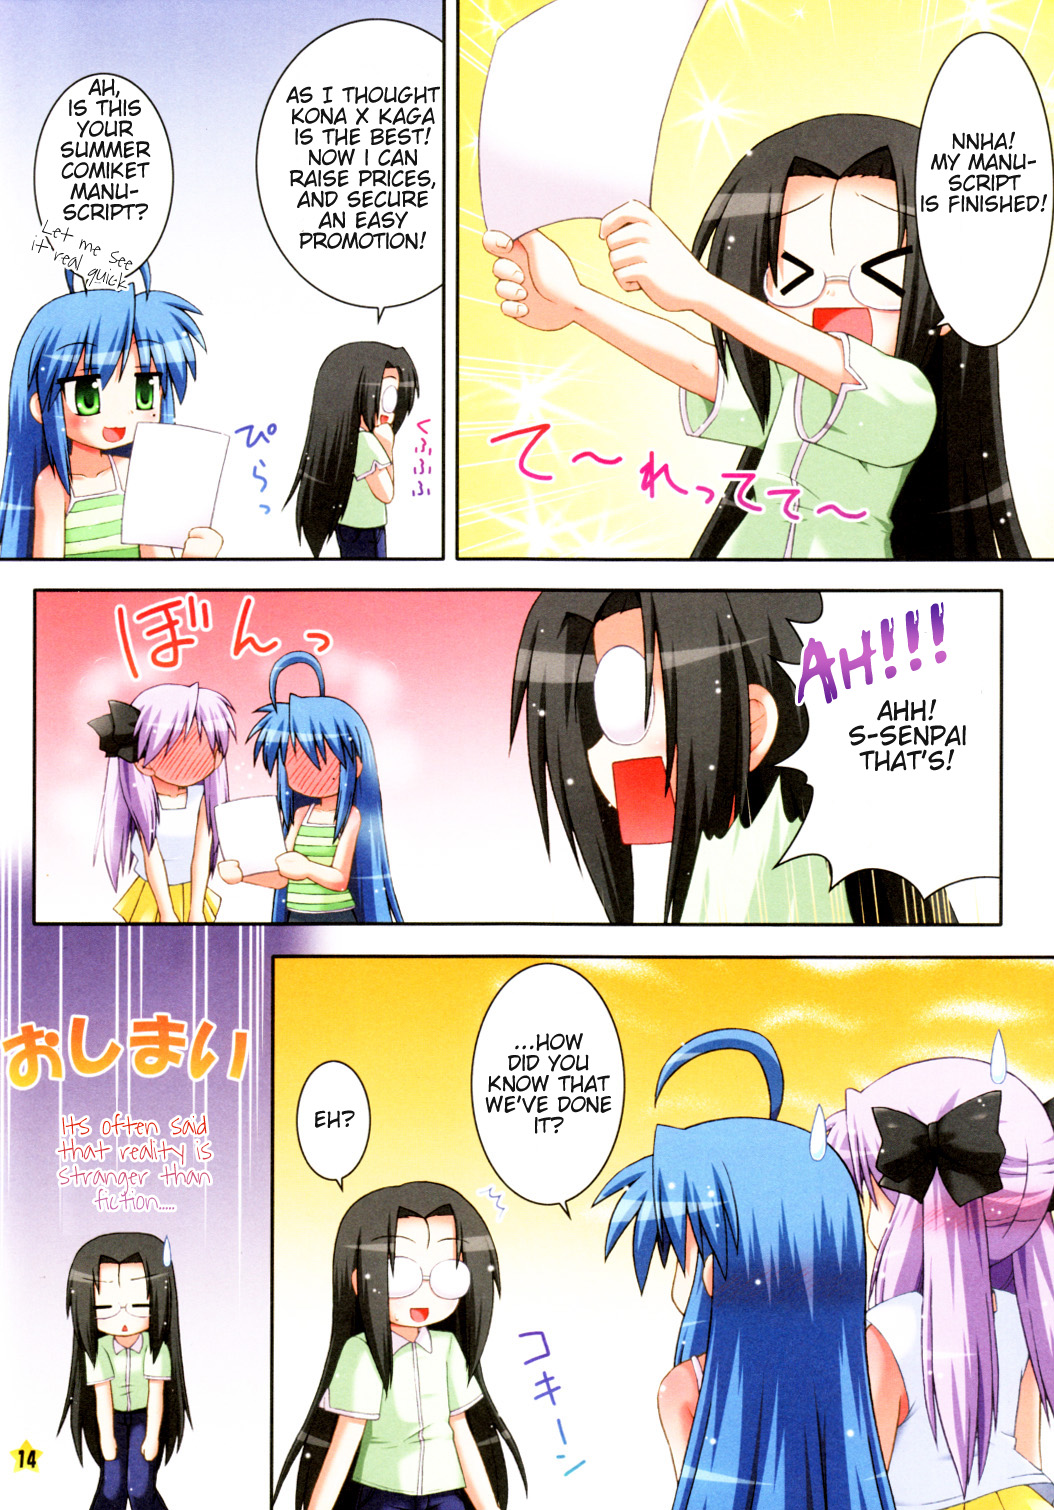 NNHA!
MY MANU-
SCRIPT
IS FINISHED!
て～れってて～
AS I THOUGHT
KONA X KAGA
IS THE BEST!
NOW I CAN
RAISE PRICES,
AND SECURE
AN EASY
PROMOTION!
AH,
IS THIS
YOUR
SUMMER
COMIKET
MANU-
SCRIPT?
Let me see
it real quick
ぴらっ
AH!!!
AHH!
S-SENPAI
THAT'S!
ぼんっ
...HOW
DID YOU
KNOW THAT
WE'VE DONE
IT?
EH?
コキーン
おしまい
Its often said
that reality is
stranger than
fiction.....
14